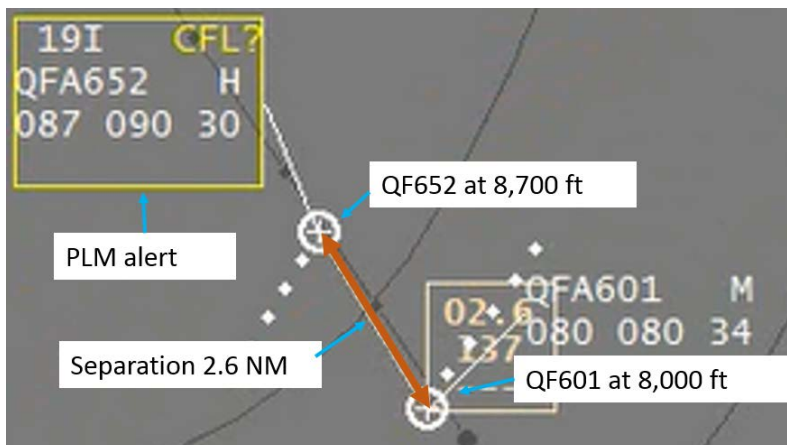 19I CFL?
QFA652 H
087 090 30
QF652 at 8,700 ft
PLM alert
QFA601 M
02.6
080 080 34
137
Separation 2.6 NM
QF601 at 8,000 ft